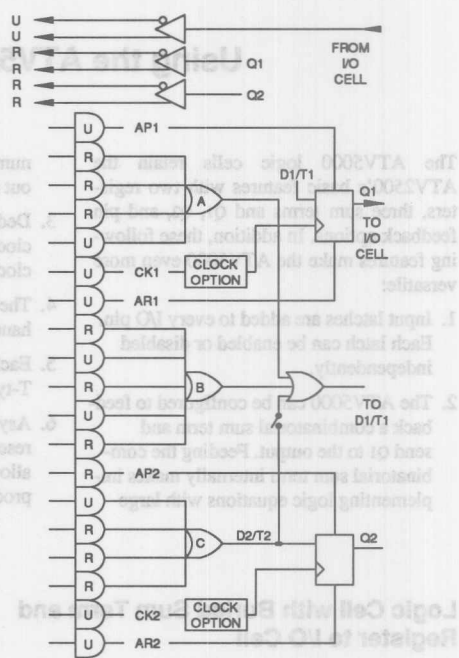 U
U
R
R
R
R
FROM
I/O
CELL
Q1
Q2
U AP1
R
R A D1/T1 Q1
R
U
TO
I/O
CELL
U CK1 CLOCK
OPTION
U AR1
R
U
R B
U
TO
D1/T1
R
AP2
U
R
R C D2/T2 Q2
R
U CK2 CLOCK
OPTION
U AR2
Using the ATV5
The ATV5000 logic cells retain the
ATV2500's basic features with two regis-
ters, three sum terms and Q1, and pin
feedback options. In addition, these follow-
ing features make the even more
versatile:
1. Input latches are added to every I/O pin.
Each latch can be enabled or disabled
independently.
2. The ATV5000 can be configured to feed-
back a combinatorial sum term and
send Q1 to the output. Feeding the com-
binatorial sum term internally
plementing logic equations with large
3.
4. The
5. Each
6.
Logic Cell with Buried Sum Term and
Register to I/O Cell